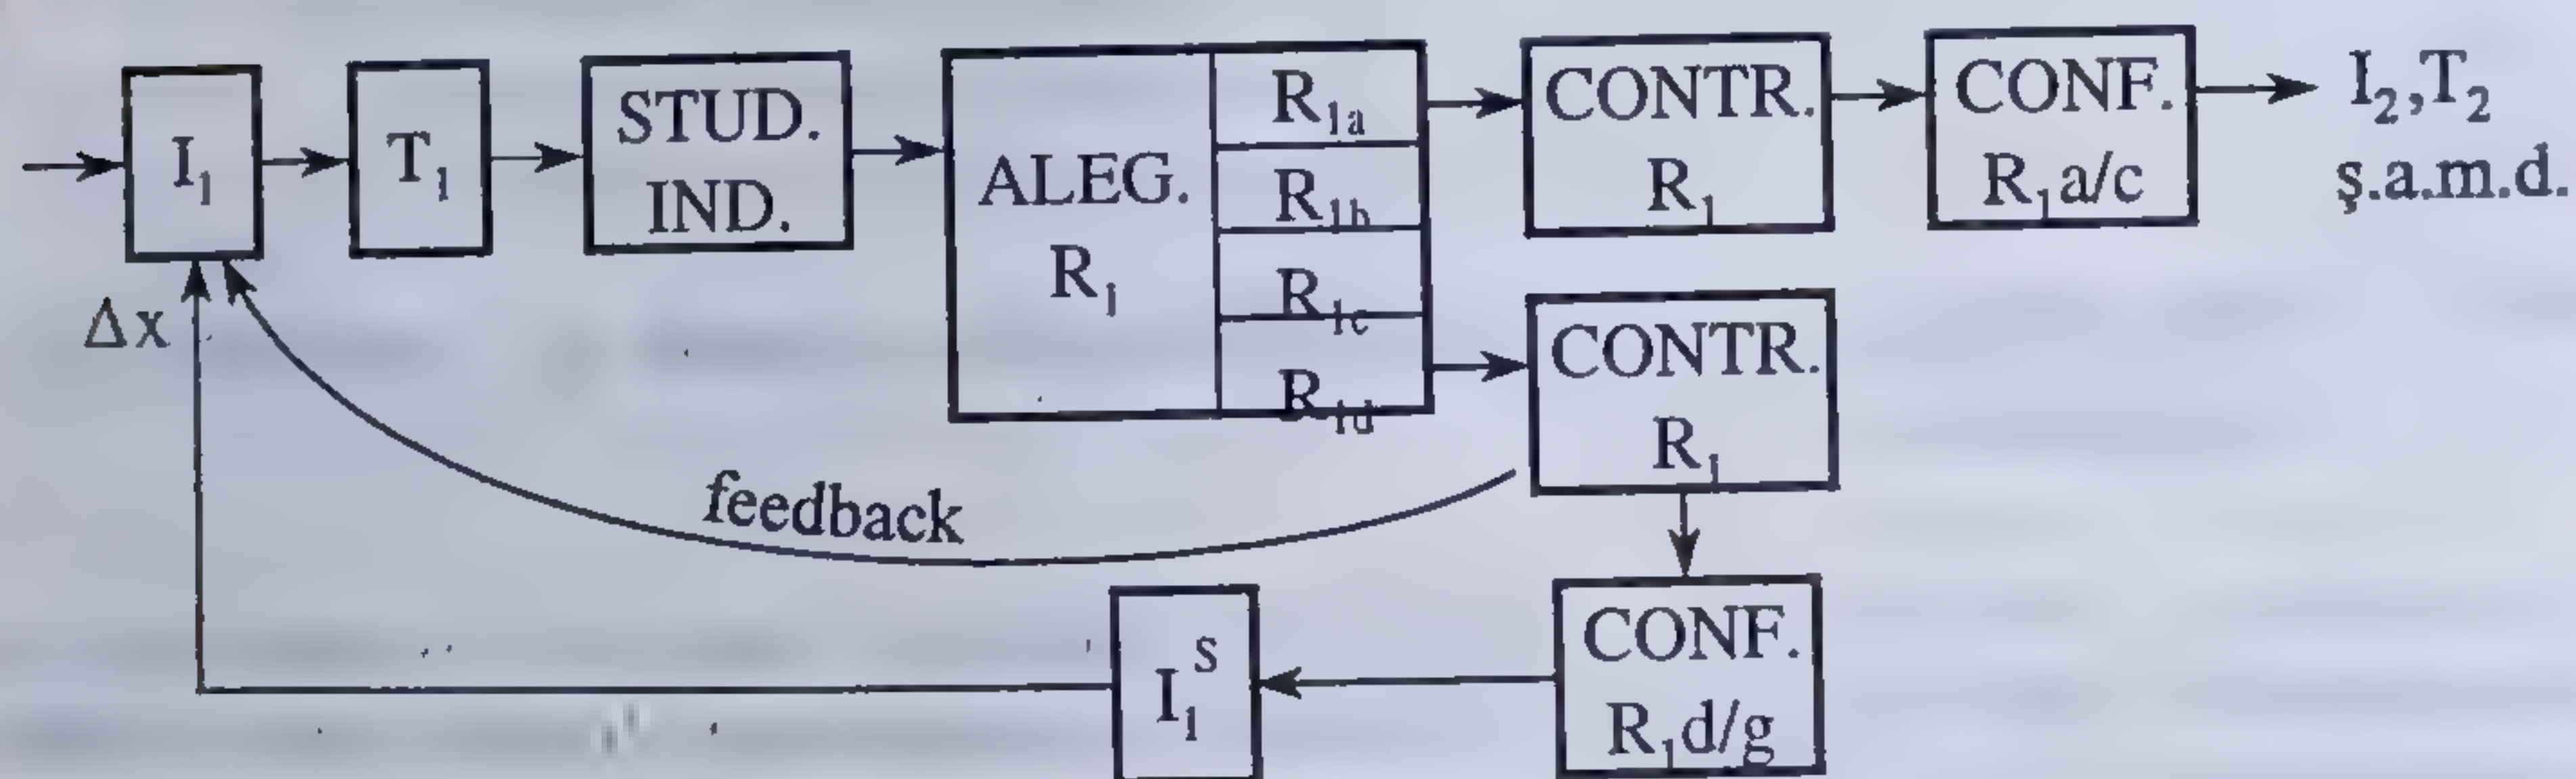 I₁
T₁
STUD.
IND.
ALEG.
R₁
R₁a
R₁b
R₁c
R₁d
CONTR.
R₁
CONF.
R₁a/c
I₂,T₂
ş.a.m.d.
Δx
feedback
CONTR.
R₁
CONF.
R₁d/g
I₁ˢ